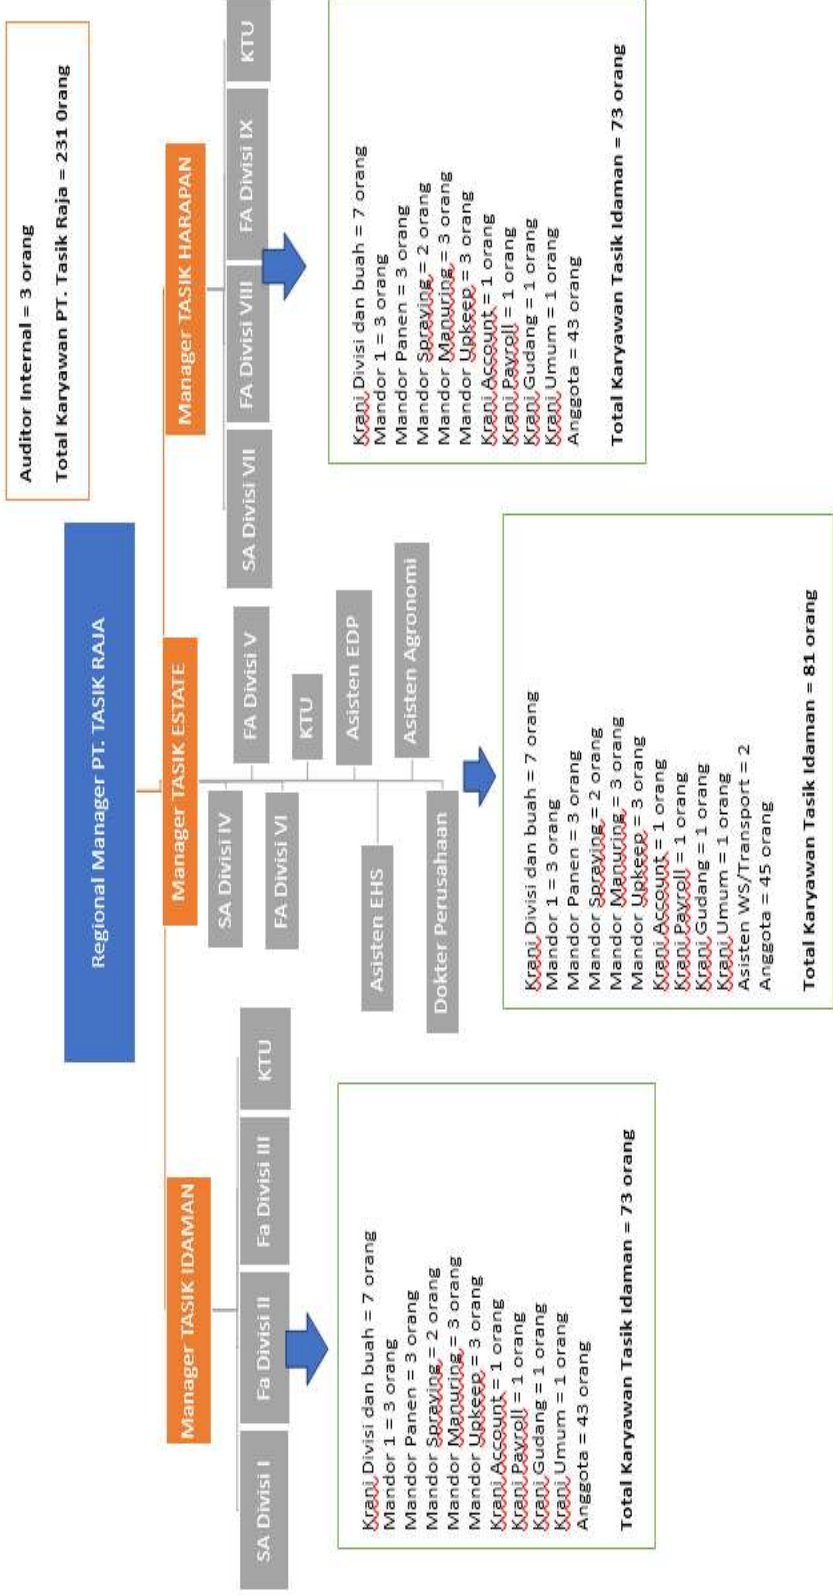 Auditor Internal = 3 orang
Total Karyawan PT. Tasik Raja = 231 0rang
Regional Manager PT. TASIK RAJA
Manager TASIK IDAMAN
Manager TASIK ESTATE
Manager TASIK HARAPAN
SA Divisi I
Fa Divisi II
Fa Divisi III
KTU
SA Divisi IV
FA Divisi V
FA Divisi VI
KTU
Asisten EDP
Asisten EHS
Asisten Agronomi
Dokter Perusahaan
SA Divisi VII
FA Divisi VIII
FA Divisi IX
KTU
Krani Divisi dan buah = 7 orang
Mandor 1 = 3 orang
Mandor Panen = 3 orang
Mandor Spraying = 2 orang
Mandor Manuring = 3 orang
Mandor Upkeep = 3 orang
Krani Account = 1 orang
Krani Payroll = 1 orang
Krani Gudang = 1 orang
Krani Umum = 1 orang
Anggota = 43 orang
Total Karyawan Tasik Idaman = 73 orang
Krani Divisi dan buah = 7 orang
Mandor 1 = 3 orang
Mandor Panen = 3 orang
Mandor Spraying = 2 orang
Mandor Manuring = 3 orang
Mandor Upkeep = 3 orang
Krani Account = 1 orang
Krani Payroll = 1 orang
Krani Gudang = 1 orang
Krani Umum = 1 orang
Asisten WS/Transport = 2
Anggota = 45 orang
Total Karyawan Tasik Idaman = 81 orang
Krani Divisi dan buah = 7 orang
Mandor 1 = 3 orang
Mandor Panen = 3 orang
Mandor Spraying = 2 orang
Mandor Manuring = 3 orang
Mandor Upkeep = 3 orang
Krani Account = 1 orang
Krani Payroll = 1 orang
Krani Gudang = 1 orang
Krani Umum = 1 orang
Anggota = 43 orang
Total Karyawan Tasik Idaman = 73 orang